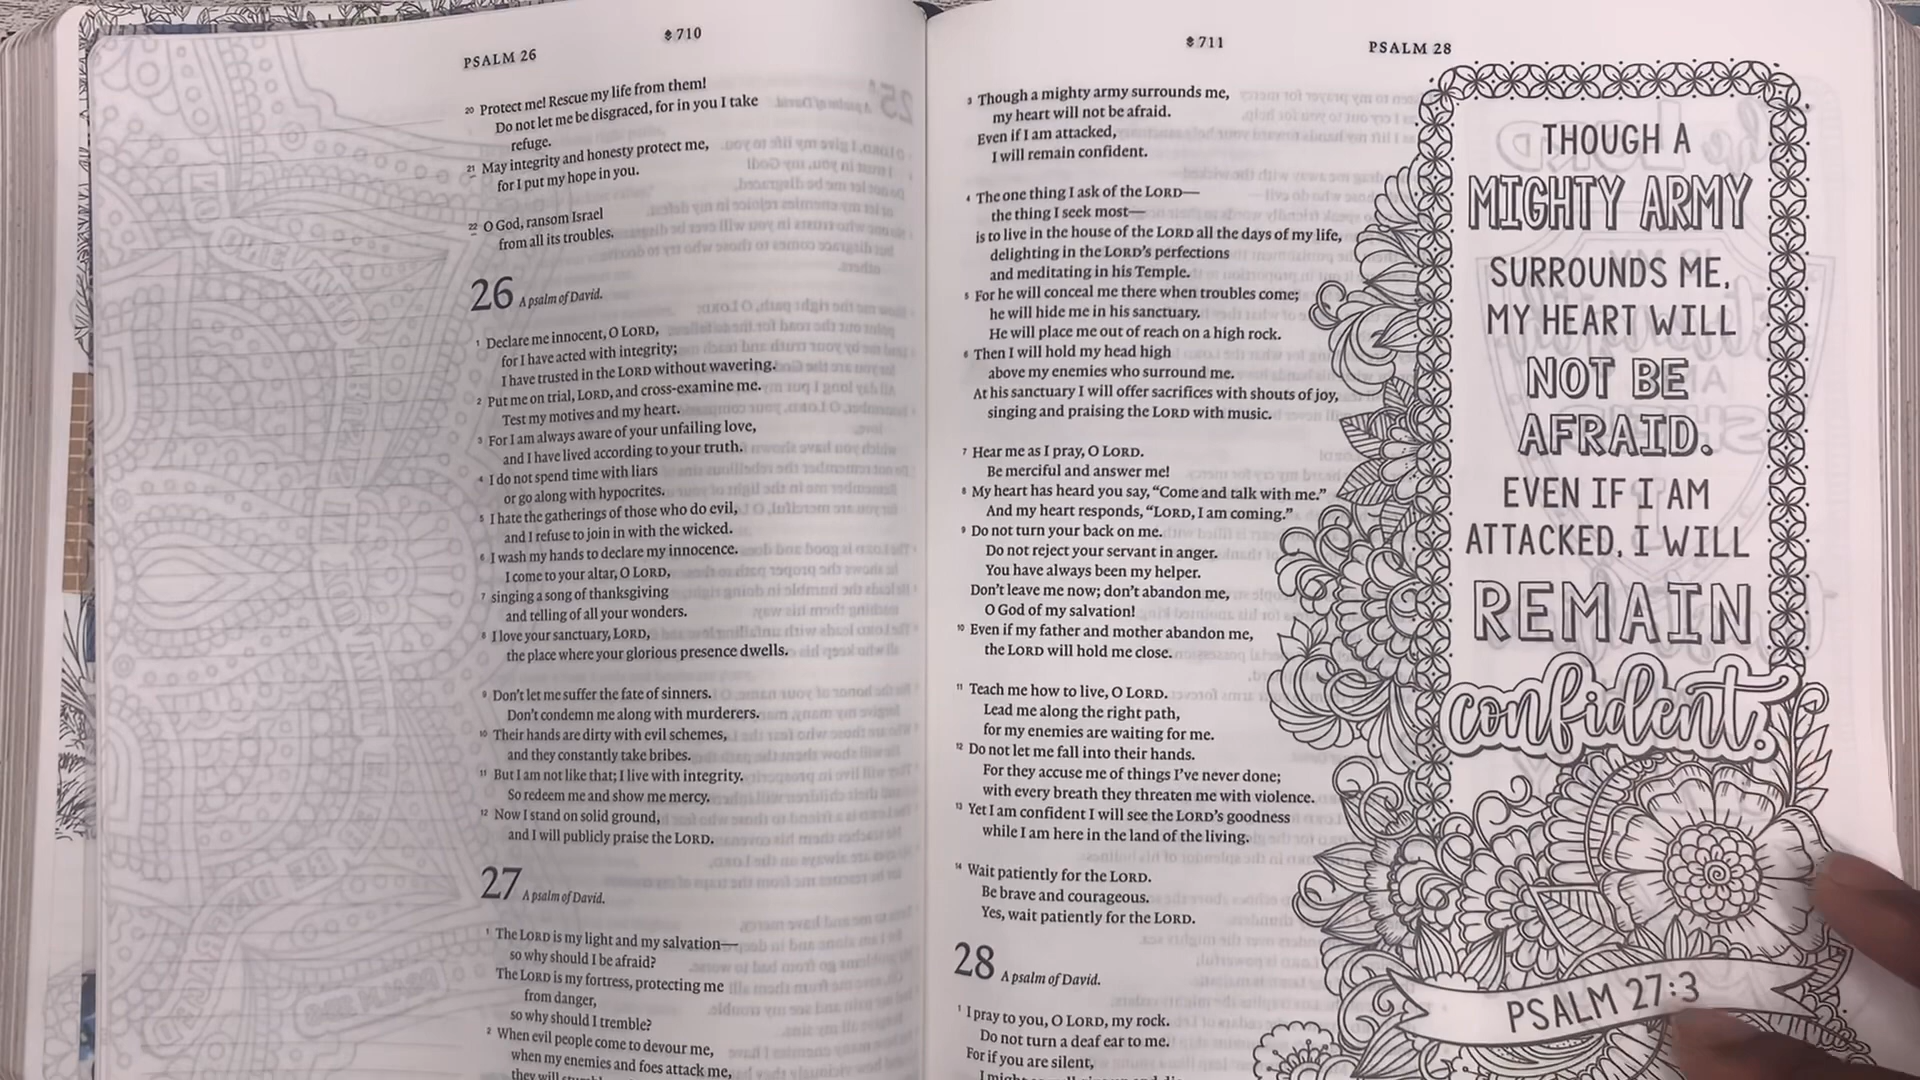 PSALM 26
710
20 Protect me! Rescue my life from them!
Do not let me be disgraced, for in you I take
refuge.
21 May integrity and honesty protect me,
for I put my hope in you.
22 O God, ransom Israel
from all its troubles.
26 A psalm of David.
1 Declare me innocent, O LORD,
for I have acted with integrity;
I have trusted in the LORD without wavering.
2 Put me on trial, LORD, and cross-examine me.
Test my motives and my heart.
3 For I am always aware of your unfailing love,
and I have lived according to your truth.
4 I do not spend time with liars
or go along with hypocrites.
5 I hate the gatherings of those who do evil,
and I refuse to join in with the wicked.
6 I wash my hands to declare my innocence.
I come to your altar, O LORD,
7 singing a song of thanksgiving
and telling of all your wonders.
8 I love your sanctuary, LORD,
the place where your glorious presence dwells.
9 Don't let me suffer the fate of sinners.
Don't condemn me along with murderers.
10 Their hands are dirty with evil schemes,
and they constantly take bribes.
11 But I am not like that; I live with integrity.
So redeem me and show me mercy.
12 Now I stand on solid ground,
and I will publicly praise the LORD.
27 A psalm of David.
1 The LORD is my light and my salvation—
so why should I be afraid?
The LORD is my fortress, protecting me
from danger,
so why should I tremble?
2 When evil people come to devour me,
when my enemies and foes attack me,
they will
711
PSALM 28
3 Though a mighty army surrounds me,
my heart will not be afraid.
Even if I am attacked,
I will remain confident.
4 The one thing I ask of the LORD—
the thing I seek most—
is to live in the house of the LORD all the days of my life,
delighting in the LORD's perfections
and meditating in his Temple.
5 For he will conceal me there when troubles come;
he will hide me in his sanctuary.
He will place me out of reach on a high rock.
6 Then I will hold my head high
above my enemies who surround me.
At his sanctuary I will offer sacrifices with shouts of joy,
singing and praising the LORD with music.
7 Hear me as I pray, O LORD.
Be merciful and answer me!
8 My heart has heard you say, “Come and talk with me.”
And my heart responds, “LORD, I am coming.”
9 Do not turn your back on me.
Do not reject your servant in anger.
You have always been my helper.
Don't leave me now; don't abandon me,
O God of my salvation!
10 Even if my father and mother abandon me,
the LORD will hold me close.
11 Teach me how to live, O LORD.
Lead me along the right path,
for my enemies are waiting for me.
12 Do not let me fall into their hands.
For they accuse me of things I've never done;
with every breath they threaten me with violence.
13 Yet I am confident I will see the LORD's goodness
while I am here in the land of the living.
14 Wait patiently for the LORD.
Be brave and courageous.
Yes, wait patiently for the LORD.
28 A psalm of David.
1 I pray to you, O LORD, my rock.
Do not turn a deaf ear to me.
For if you are silent,
THOUGH A
MIGHTY ARMY
SURROUNDS ME,
MY HEART WILL
NOT BE
AFRAID.
EVEN IF I AM
ATTACKED, I WILL
REMAIN
confident.
PSALM 27:3